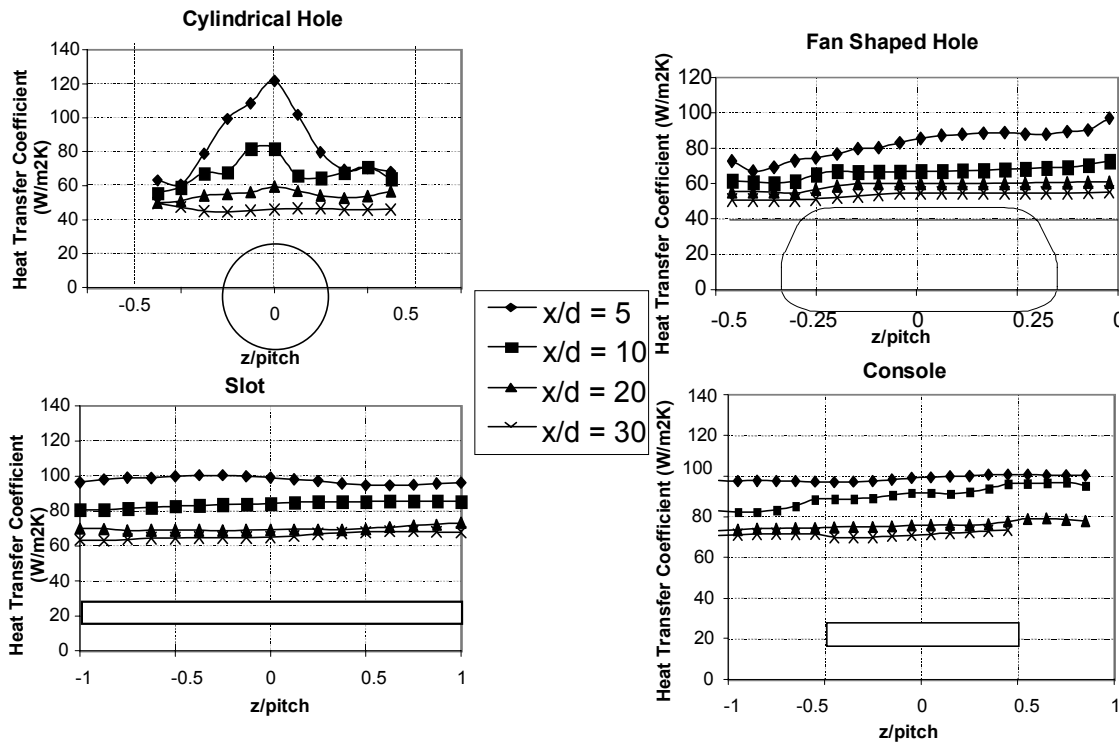 Cylindrical Hole
Heat Transfer Coefficient
(W/m2K)
140
120
100
80
60
40
20
0
-0.5
0
0.5
z/pitch
Fan Shaped Hole
Heat Transfer Coefficient (W/m2K)
120
100
80
60
40
20
0
-0.5
-0.25
0
0.25
0
z/pitch
x/d = 5
x/d = 10
x/d = 20
x/d = 30
Slot
Heat Transfer Coefficient
(W/m2K)
140
120
100
80
60
40
20
0
-1
-0.5
0
0.5
1
z/pitch
Console
Heat Transfer Coefficient (W/m2K)
140
120
100
80
60
40
20
0
-1
-0.5
0
0.5
1
z/pitch